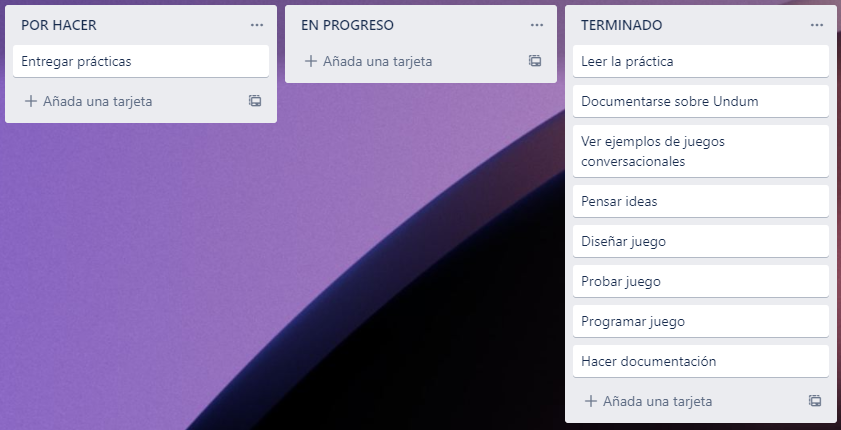 POR HACER
Entregar prácticas
Añada una tarjeta
EN PROGRESO
Añada una tarjeta
TERMINADO
Leer la práctica
Documentarse sobre Undum
Ver ejemplos de juegos
conversacionales
Pensar ideas
Diseñar juego
Probar juego
Programar juego
Hacer documentación
Añada una tarjeta